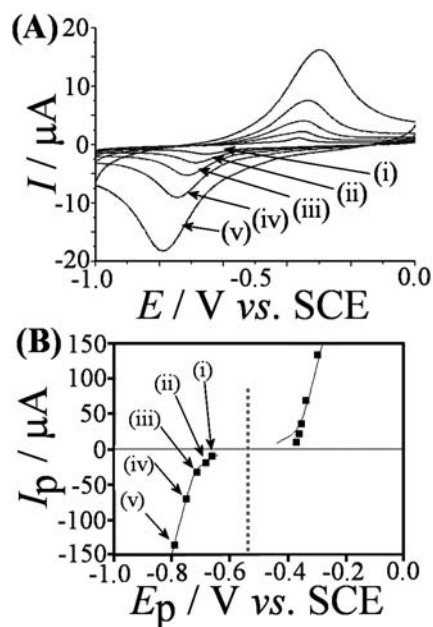 (A)
20
10
0
-10
-20
I / μA
(i)
(ii)
(iii)
(iv)
(v)
-1.0
-0.5
0.0
E / V vs. SCE
(B)
150
100
50
0
-50
-100
-150
Ip / μA
(i)
(ii)
(iii)
(iv)
(v)
-1.0
-0.8
-0.6
-0.4
-0.2
0.0
Ep / V vs. SCE